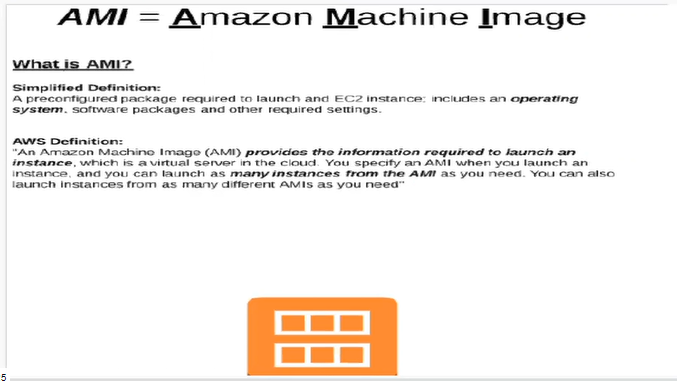 AMI = Amazon Machine Image
What is AMI?
Simplified Definition:
A preconfigured package required to launch and EC2 instance; includes an operating
system, software packages and other required settings.
AWS Definition:
"An Amazon Machine Image (AMI) provides the information required to launch an
instance, which is a virtual server in the cloud. You specify an AMI when you launch an
instance, and you can launch as many instances from the AMI as you need. You can also
launch instances from as many different AMIs as you need"
5